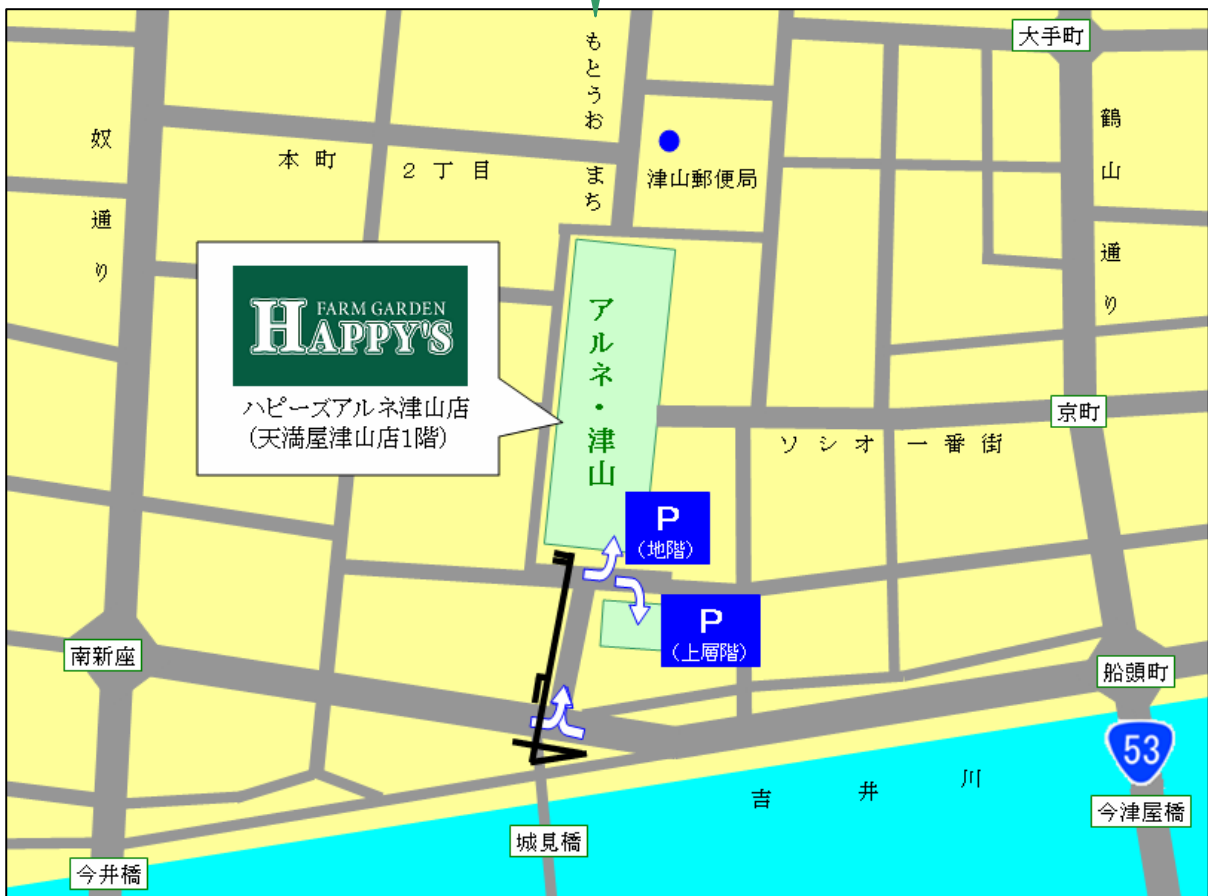 大手町
もとうおまち
鶴山通り
奴通り
本町 2丁目
津山郵便局
FARM GARDEN
HAPPY'S
ハピーズアルネ津山店
(天満屋津山店1階)
アルネ・津山
京町
ソシオ一番街
P
(地階)
P
(上層階)
南新座
船頭町
53
吉井川
今津屋橋
城見橋
今井橋